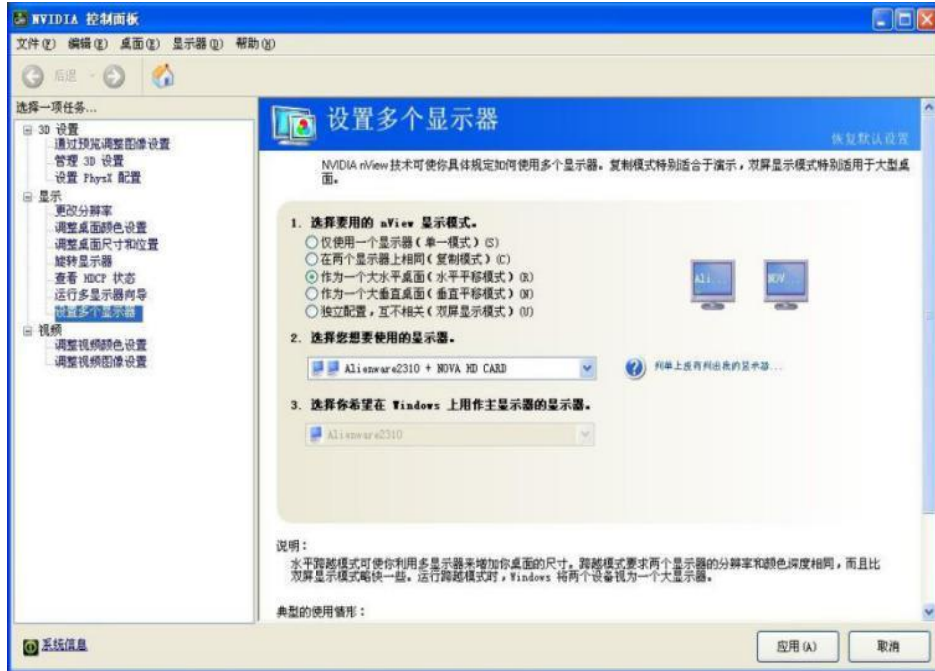 NVIDIA 控制面板
文件(F) 编辑(E) 桌面(E) 显示器(D) 帮助(H)
后退
选择一项任务...
3D 设置
通过预览调整图像设置
管理 3D 设置
设置 PhysX 配置
显示
更改分辨率
调整桌面颜色设置
调整桌面尺寸和位置
旋转显示器
查看 HDCP 状态
运行多显示器向导
设置多个显示器
视频
调整视频颜色设置
调整视频图像设置
系统信息
设置多个显示器
恢复默认设置
NVIDIA nView技术可使你具体规定如何使用多个显示器。复制模式特别适合于演示，双屏显示模式特别适用于大型桌
面。
1. 选择要用的 nView 显示模式。
仅使用一个显示器(单一模式)(S)
在两个显示器上相同(复制模式)(C)
作为一个大水平桌面(水平平移模式)(R)
作为一个大垂直桌面(垂直平移模式)(N)
独立配置，互不相关(双屏显示模式)(U)
Ali...
NOV...
2. 选择您想要使用的显示器。
Alienware2310 + NOVA HD CARD
列单上没有列出我的显示器...
3. 选择你希望在 Windows 上用作主显示器的显示器。
Alienware2310
说明：
水平跨越模式可使你利用多显示器来增加你桌面的尺寸。跨越模式要求两个显示器的分辨率和颜色深度相同，而且比
双屏显示模式略快一些。运行跨越模式时，Windows 将两个设备视为一个大显示器。
典型的使用情形：
应用(A)
取消